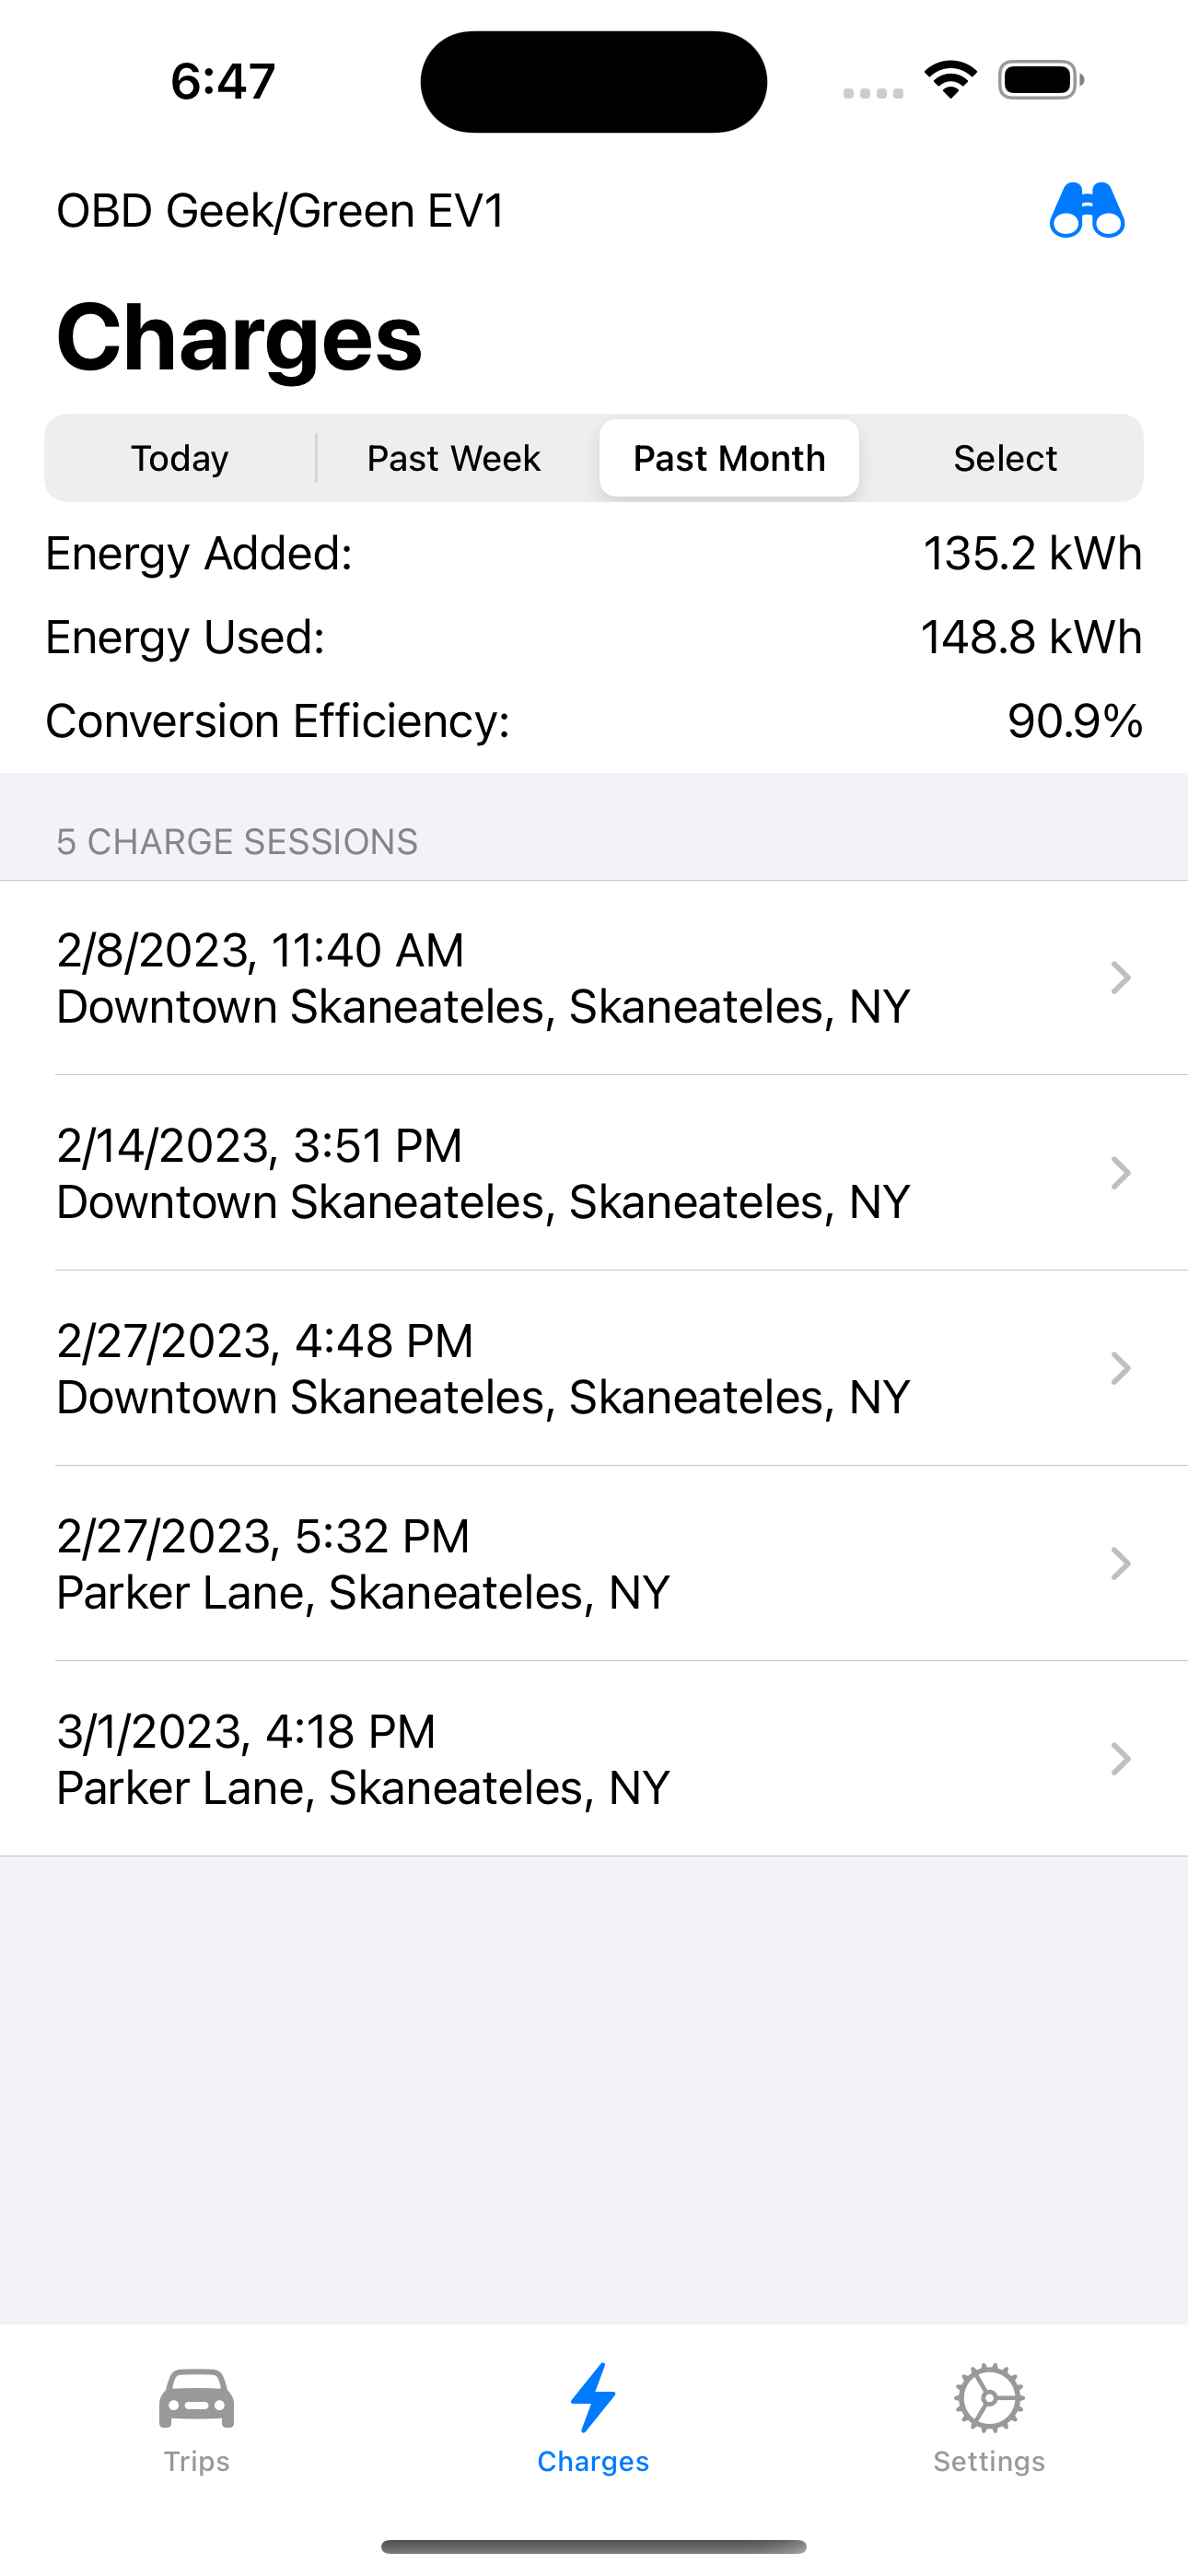 6:47
OBD Geek/Green EV1
Charges
Today Past Week Past Month Select
Energy Added: 135.2 kWh
Energy Used: 148.8 kWh
Conversion Efficiency: 90.9%
5 CHARGE SESSIONS
2/8/2023, 11:40 AM
Downtown Skaneateles, Skaneateles, NY
2/14/2023, 3:51 PM
Downtown Skaneateles, Skaneateles, NY
2/27/2023, 4:48 PM
Downtown Skaneateles, Skaneateles, NY
2/27/2023, 5:32 PM
Parker Lane, Skaneateles, NY
3/1/2023, 4:18 PM
Parker Lane, Skaneateles, NY
Trips Charges Settings